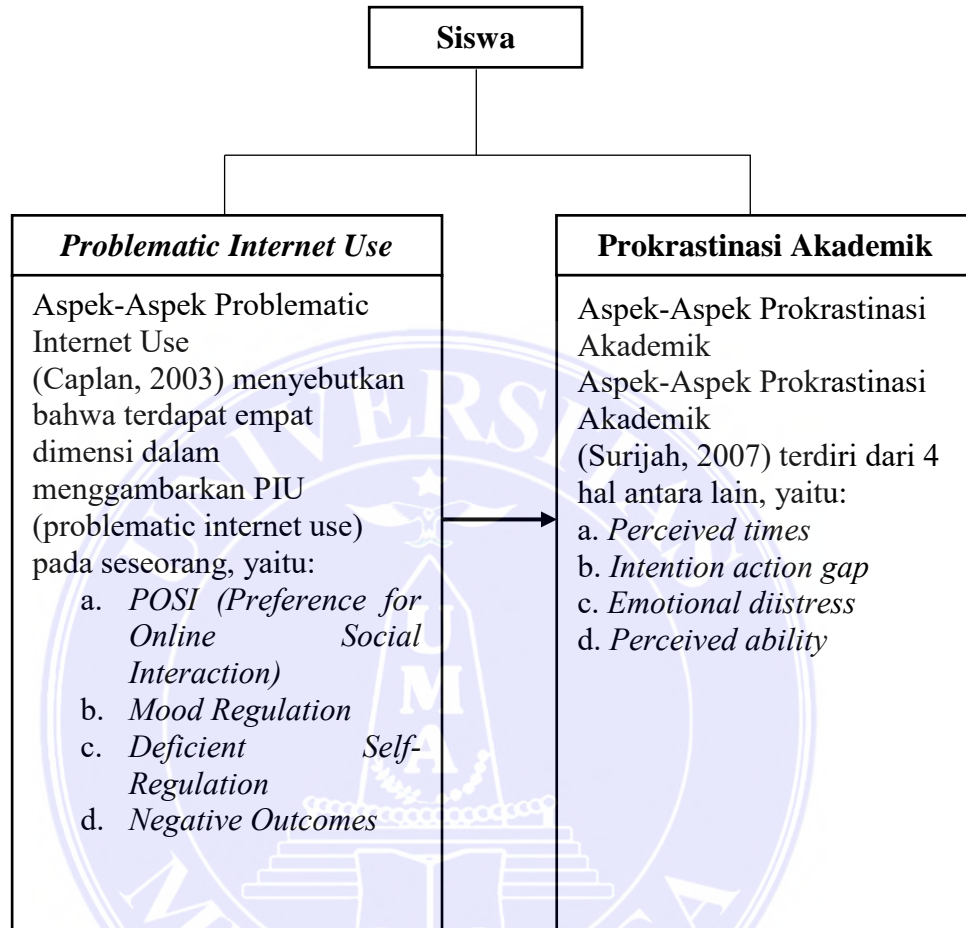 Siswa
Problematic Internet Use
Aspek-Aspek Problematic
Internet Use
(Caplan, 2003) menyebutkan
bahwa terdapat empat
dimensi dalam
menggambarkan PIU
(problematic internet use)
pada seseorang, yaitu:
a. POSI (Preference for
Online Social
Interaction)
b. Mood Regulation
c. Deficient Self-
Regulation
d. Negative Outcomes
Prokrastinasi Akademik
Aspek-Aspek Prokrastinasi
Akademik
Aspek-Aspek Prokrastinasi
Akademik
(Surijah, 2007) terdiri dari 4
hal antara lain, yaitu:
a. Perceived times
b. Intention action gap
c. Emotional diistress
d. Perceived ability
UNIVERSITAS
UMA